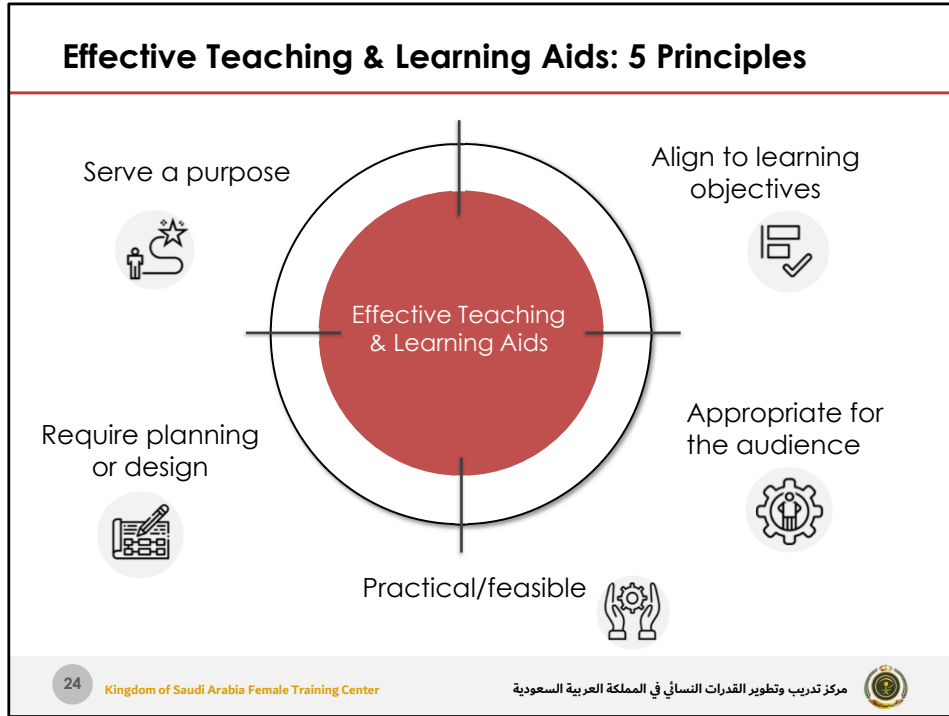 Effective Teaching & Learning Aids: 5 Principles
Serve a purpose
Align to learning
objectives
Effective Teaching
& Learning Aids
Require planning
or design
Appropriate for
the audience
Practical/feasible
24
Kingdom of Saudi Arabia Female Training Center
مركز تدريب وتطوير القدرات النسائي في المملكة العربية السعودية